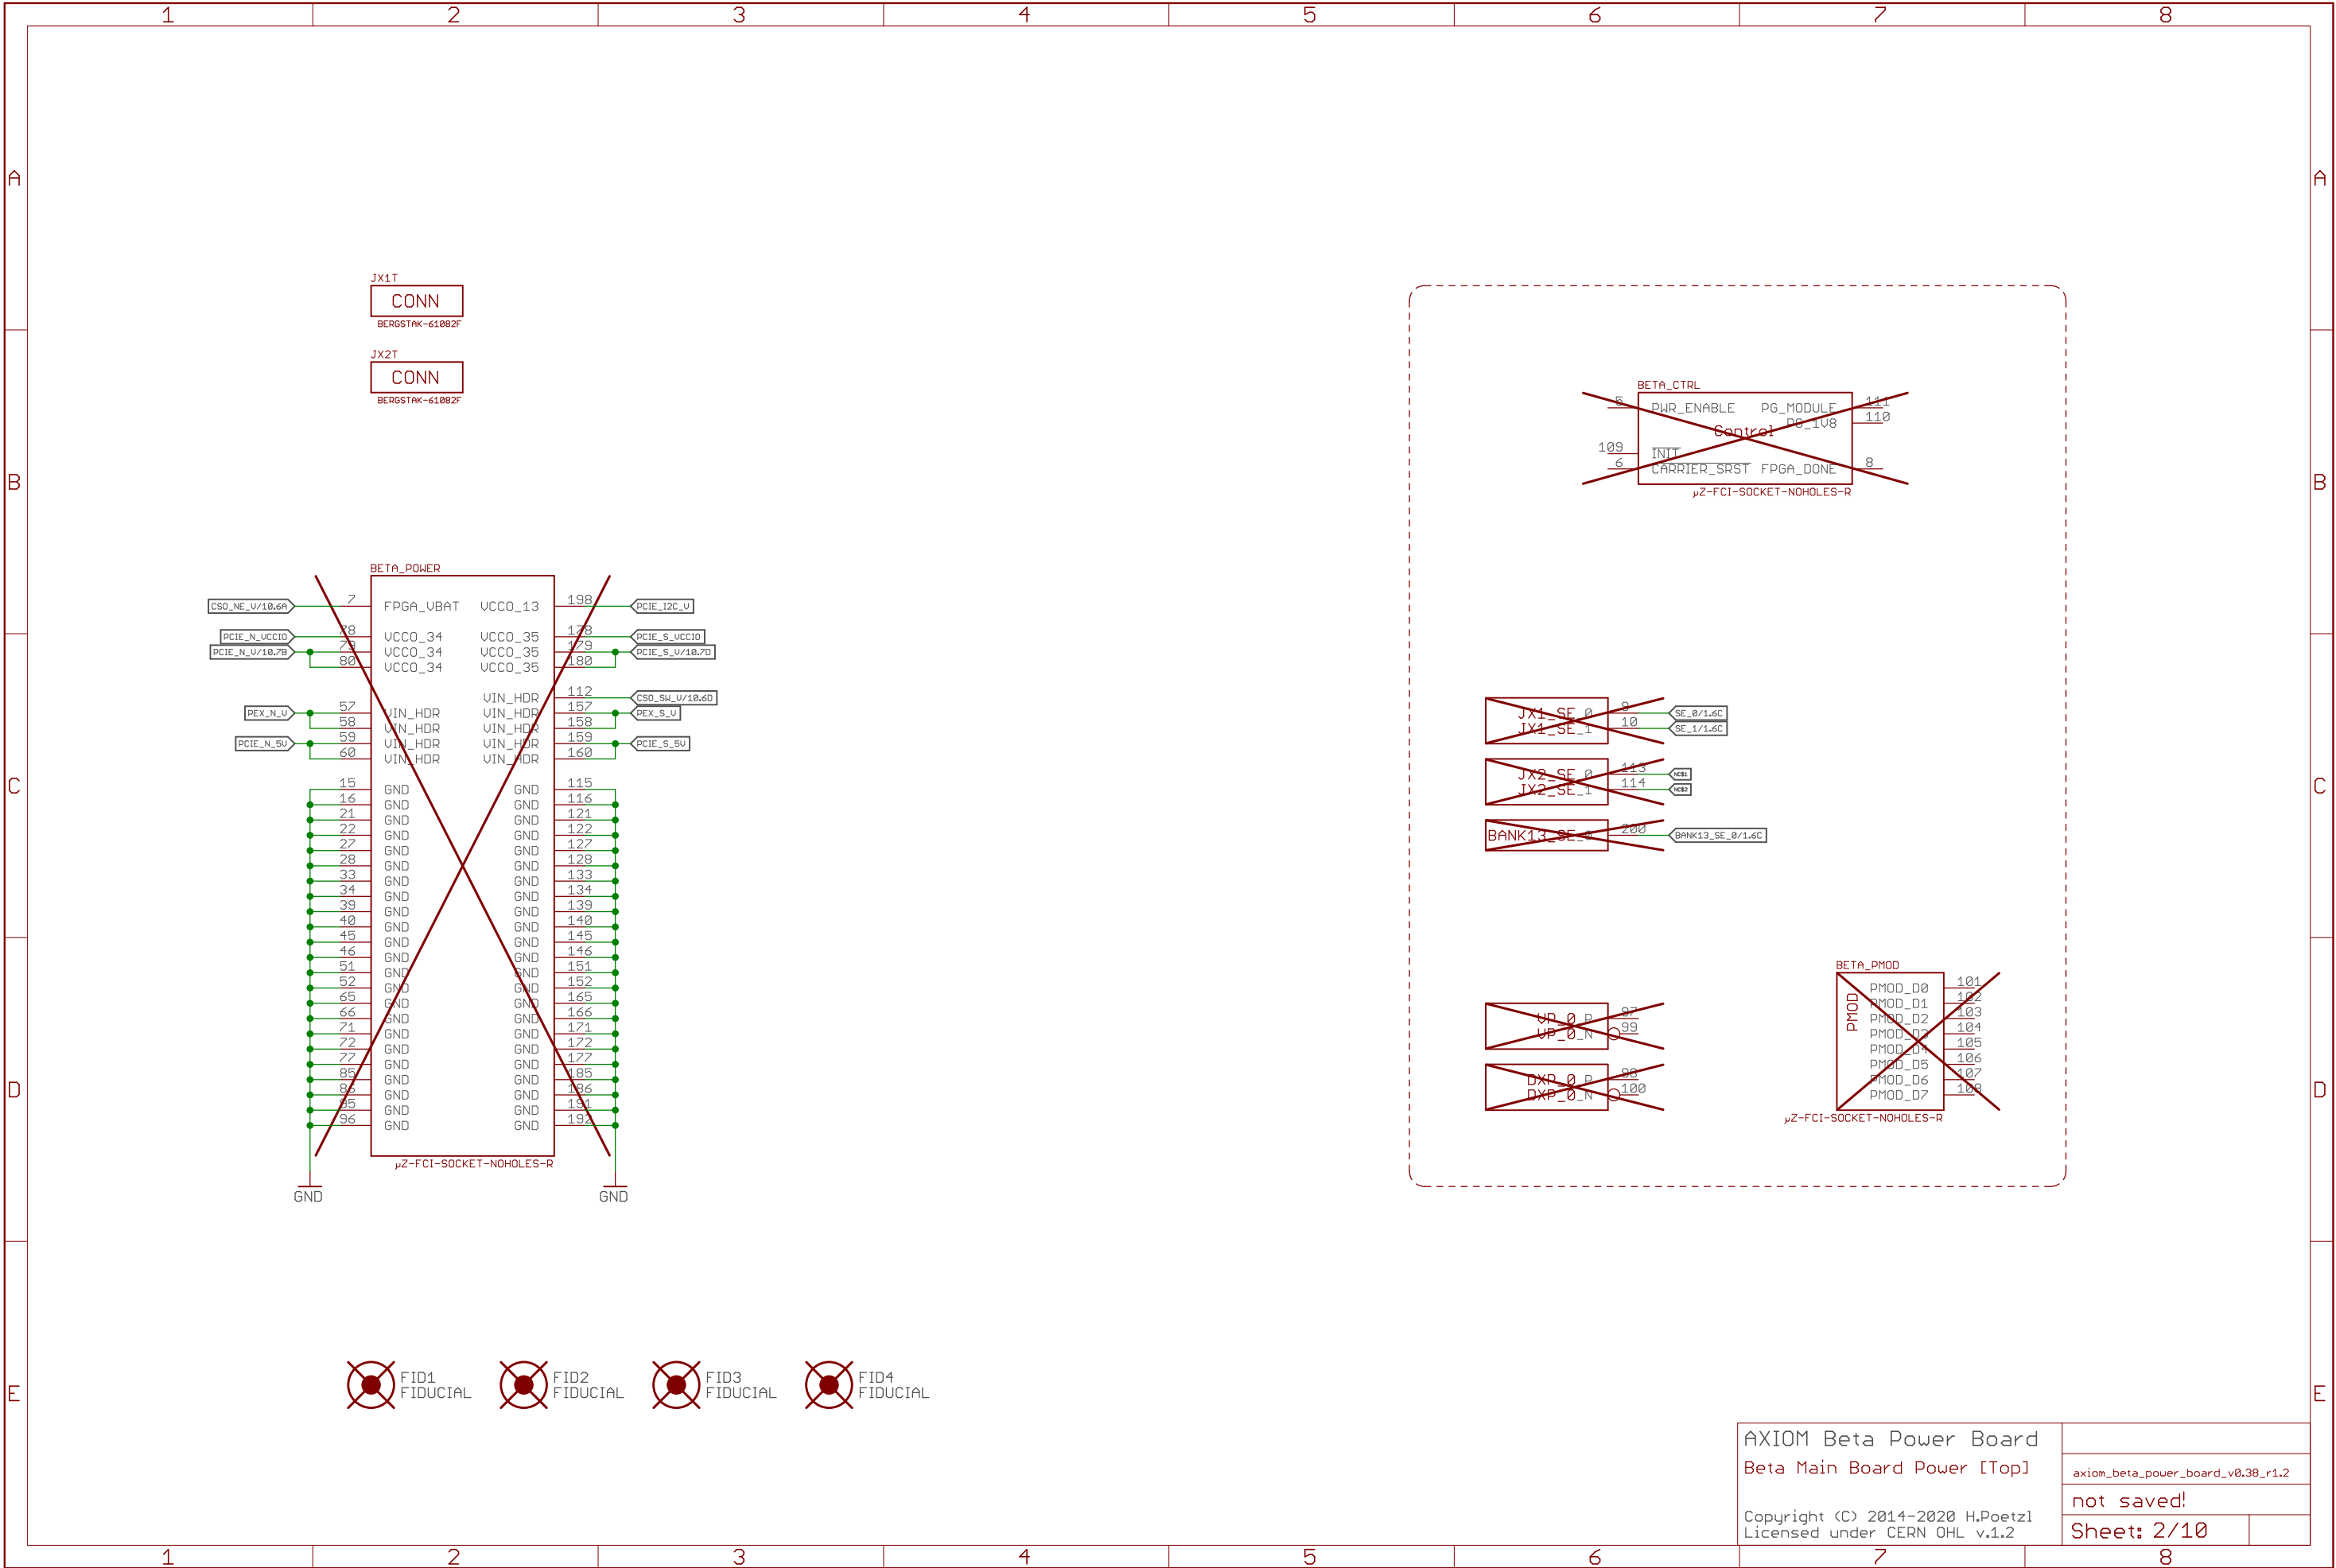 1 2 3 4 5 6 7 8
A A
JX1T
CONN
BERGSTAK-61082F
JX2T
CONN
BERGSTAK-61082F
B B
BETA_CTRL
5 PWR_ENABLE PG_MODULE 111
PG_1V8 110
Control
109 INIT
6 CARRIER_SRST FPGA_DONE 8
µZ-FCI-SOCKET-NOHOLES-R
BETA_POWER
CSO_NE_V/10.6A 7 FPGA_VBAT VCCO_13 198 PCIE_I2C_V
PCIE_N_VCCIO 78 VCCO_34 VCCO_35 178 PCIE_S_VCCIO
PCIE_N_V/10.7B 79 VCCO_34 VCCO_35 179 PCIE_S_V/10.7D
80 VCCO_34 VCCO_35 180
VIN_HDR 112 CSO_SW_V/10.6D
PEX_N_V 57 VIN_HDR VIN_HDR 157 PEX_S_V
58 VIN_HDR VIN_HDR 158
PCIE_N_5V 59 VIN_HDR VIN_HDR 159 PCIE_S_5V
60 VIN_HDR VIN_HDR 160
15 GND GND 115
16 GND GND 116
21 GND GND 121
22 GND GND 122
27 GND GND 127
28 GND GND 128
33 GND GND 133
34 GND GND 134
39 GND GND 139
40 GND GND 140
45 GND GND 145
46 GND GND 146
51 GND GND 151
52 GND GND 152
65 GND GND 165
66 GND GND 166
71 GND GND 171
72 GND GND 172
77 GND GND 177
85 GND GND 185
86 GND GND 186
95 GND GND 191
96 GND GND 192
µZ-FCI-SOCKET-NOHOLES-R
GND GND
C C
JX1_SE_0 9 SE_0/1.6C
JX1_SE_1 10 SE_1/1.6C
JX2_SE_0 113 NC$1
JX2_SE_1 114 NC$2
BANK13_SE_0 200 BANK13_SE_0/1.6C
VP_0_P 97
VP_0_N 99
DXP_0_P 98
DXP_0_N 100
BETA_PMOD
PMOD
PMOD_D0 101
PMOD_D1 102
PMOD_D2 103
PMOD_D3 104
PMOD_D4 105
PMOD_D5 106
PMOD_D6 107
PMOD_D7 108
µZ-FCI-SOCKET-NOHOLES-R
D D
FID1
FIDUCIAL
FID2
FIDUCIAL
FID3
FIDUCIAL
FID4
FIDUCIAL
E E
AXIOM Beta Power Board
Beta Main Board Power [Top]
Copyright (C) 2014-2020 H.Poetzl
Licensed under CERN OHL v.1.2
axiom_beta_power_board_v0.38_r1.2
not saved!
Sheet: 2/10
1 2 3 4 5 6 7 8